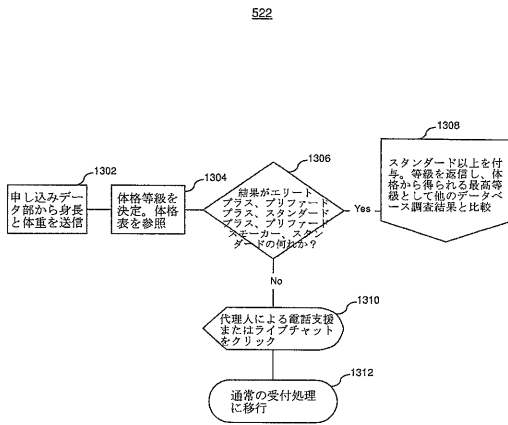 522
1302
申し込みデー
タ部から身長
と体重を送信
1304
体格等級を
決定。体格
表を参照
1306
結果がエリート
プラス、プリファード
プラス、スタンダード
プラス、プリファード
スモーカー、スタン
ダードの何れか？
Yes
1308
スタンダード以上を付
与。等級を返信し、体
格から得られる最高等
級として他のデータベ
ース調査結果と比較
No
1310
代理人による電話支援
またはライブチャット
をクリック
1312
通常の受付処理
に移行